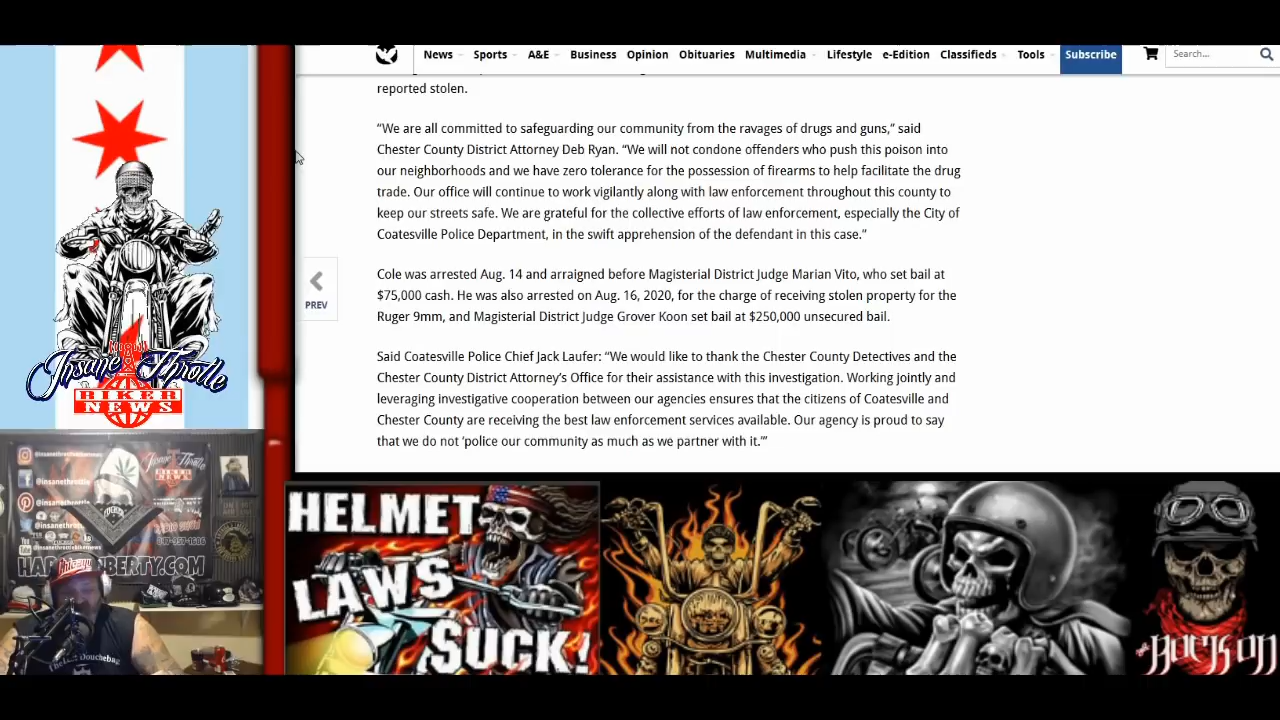 News Sports A&E Business Opinion Obituaries Multimedia Lifestyle e-Edition Classifieds Tools Subscribe Search...
reported stolen.
“We are all committed to safeguarding our community from the ravages of drugs and guns,” said
Chester County District Attorney Deb Ryan. “We will not condone offenders who push this poison into
our neighborhoods and we have zero tolerance for the possession of firearms to help facilitate the drug
trade. Our office will continue to work vigilantly along with law enforcement throughout this county to
keep our streets safe. We are grateful for the collective efforts of law enforcement, especially the City of
Coatesville Police Department, in the swift apprehension of the defendant in this case.”
Cole was arrested Aug. 14 and arraigned before Magisterial District Judge Marian Vito, who set bail at
$75,000 cash. He was also arrested on Aug. 16, 2020, for the charge of receiving stolen property for the
Ruger 9mm, and Magisterial District Judge Grover Koon set bail at $250,000 unsecured bail.
PREV
Said Coatesville Police Chief Jack Laufer: “We would like to thank the Chester County Detectives and the
Chester County District Attorney’s Office for their assistance with this investigation. Working jointly and
leveraging investigative cooperation between our agencies ensures that the citizens of Coatesville and
Chester County are receiving the best law enforcement services available. Our agency is proud to say
that we do not ‘police our community as much as we partner with it.’”
Insane Throttle
BIKER
NEWS
@insanethrottle
@insanethrottle
Chicago
The Last Douchebag
HELMET
LAWS
SUCK!
ROCK ON